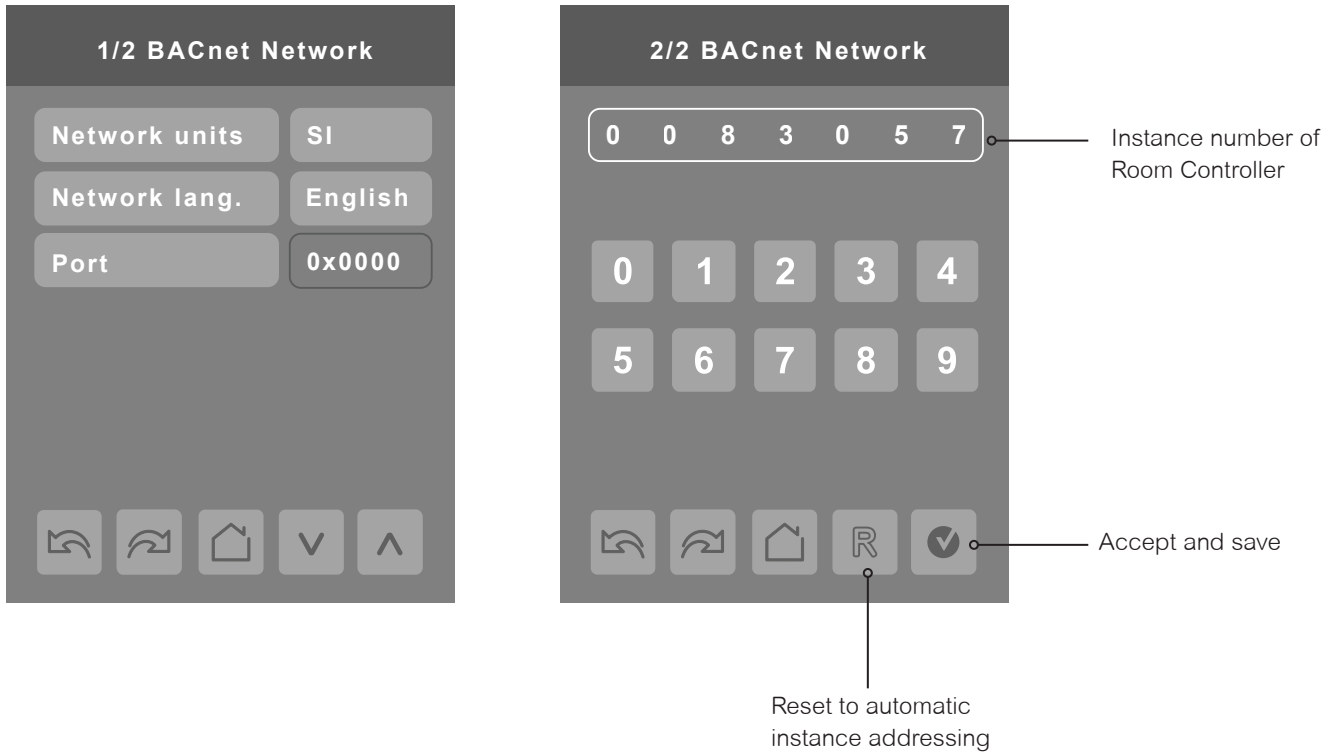 1/2 BACnet Network
Network units SI
Network lang. English
Port 0x0000
2/2 BACnet Network
0 0 8 3 0 5 7
Instance number of
Room Controller
0 1 2 3 4
5 6 7 8 9
R
Accept and save
Reset to automatic
instance addressing